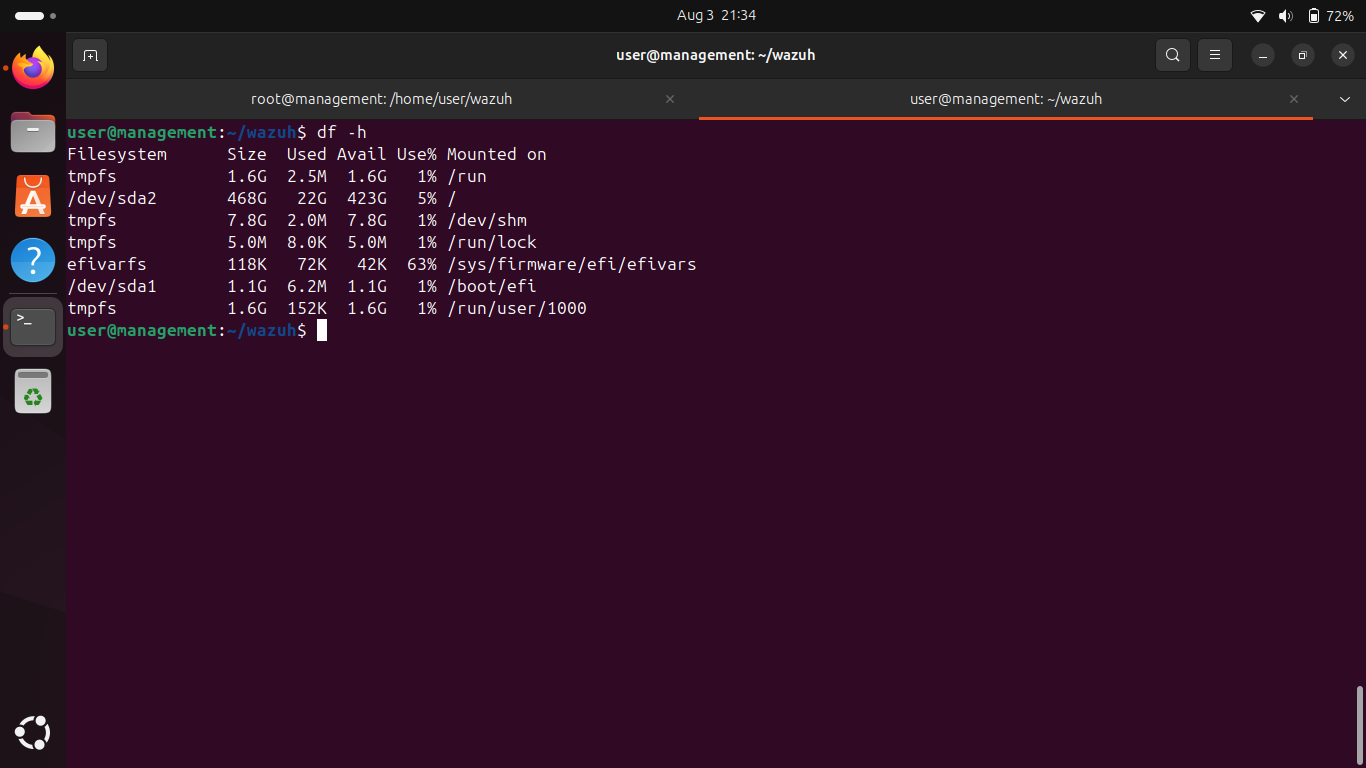 Aug 3 21:34
72%
user@management: ~/wazuh
root@management: /home/user/wazuh
user@management: ~/wazuh
user@management:~/wazuh$ df -h
Filesystem      Size  Used Avail Use% Mounted on
tmpfs           1.6G  2.5M  1.6G   1% /run
/dev/sda2       468G   22G  423G   5% /
tmpfs           7.8G  2.0M  7.8G   1% /dev/shm
tmpfs           5.0M  8.0K  5.0M   1% /run/lock
efivarfs        118K   72K   42K  63% /sys/firmware/efi/efivars
/dev/sda1       1.1G  6.2M  1.1G   1% /boot/efi
tmpfs           1.6G  152K  1.6G   1% /run/user/1000
user@management:~/wazuh$